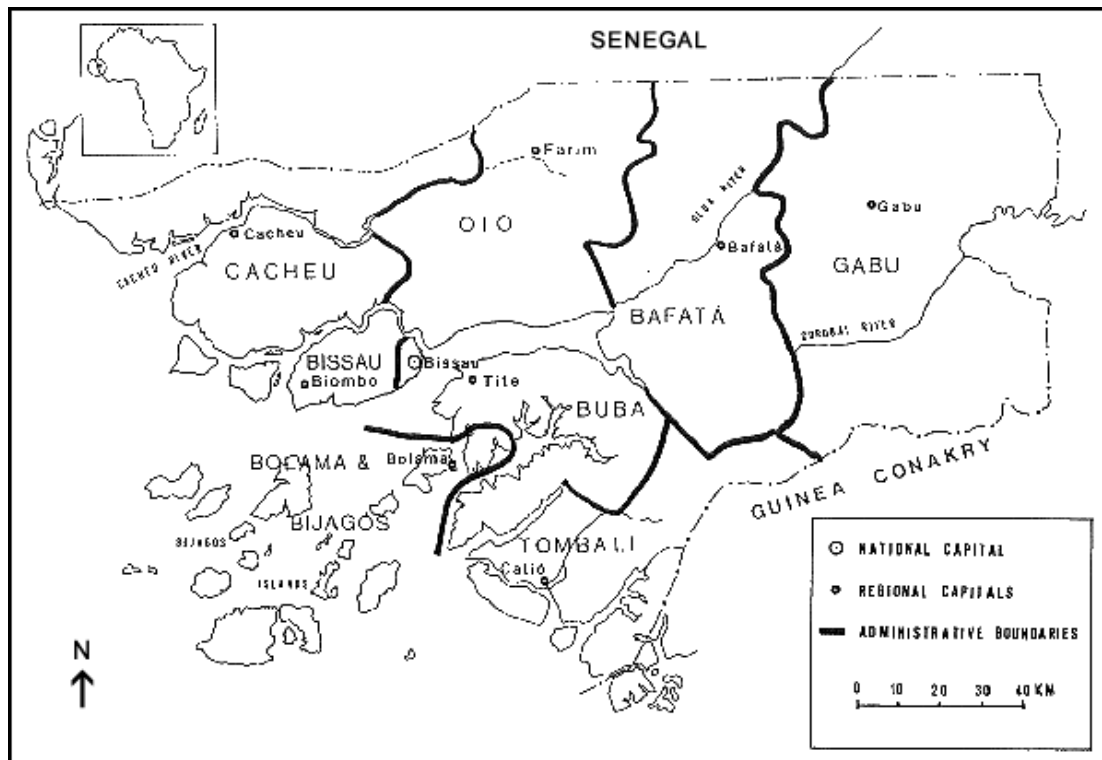 SENEGAL
Farim
OIO
GEBA RIVER
Gabu
Cacheu
CACHEU RIVER
Bafatá
CACHEU
GABU
BAFATÁ
CORUBAL RIVER
BISSAU
Bissau
Biombo
Tite
BUBA
BOLAMA &
Bolama
BIJAGOS
BIJAGOS
ISLANDS
TOMBALI
Catió
GUINEA CONAKRY
N
NATIONAL CAPITAL
REGIONAL CAPITALS
ADMINISTRATIVE BOUNDARIES
0 10 20 30 40 KM